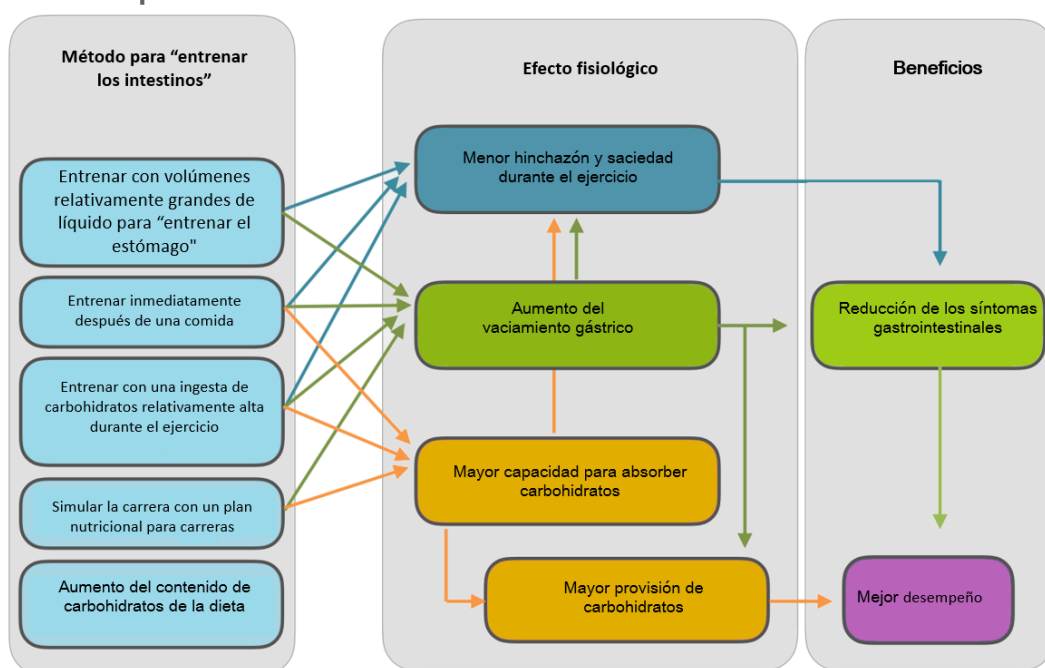 Método para “entrenar
los intestinos”
Entrenar con volúmenes
relativamente grandes de
líquido para “entrenar el
estómago"
Entrenar inmediatamente
después de una comida
Entrenar con una ingesta de
carbohidratos relativamente alta
durante el ejercicio
Simular la carrera con un plan
nutricional para carreras
Aumento del contenido de
carbohidratos de la dieta
Efecto fisiológico
Menor hinchazón y saciedad
durante el ejercicio
Aumento del
vaciamiento gástrico
Mayor capacidad para absorber
carbohidratos
Mayor provisión de
carbohidratos
Beneficios
Reducción de los síntomas
gastrointestinales
Mejor desempeño